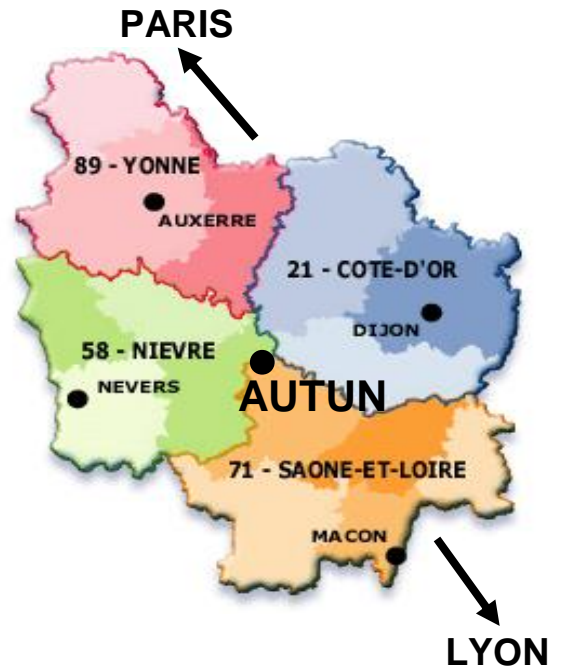 PARIS
89 - YONNE
AUXERRE
21 - COTE-D'OR
DIJON
58 - NIEVRE
NEVERS
AUTUN
71 - SAONE-ET-LOIRE
MACON
LYON